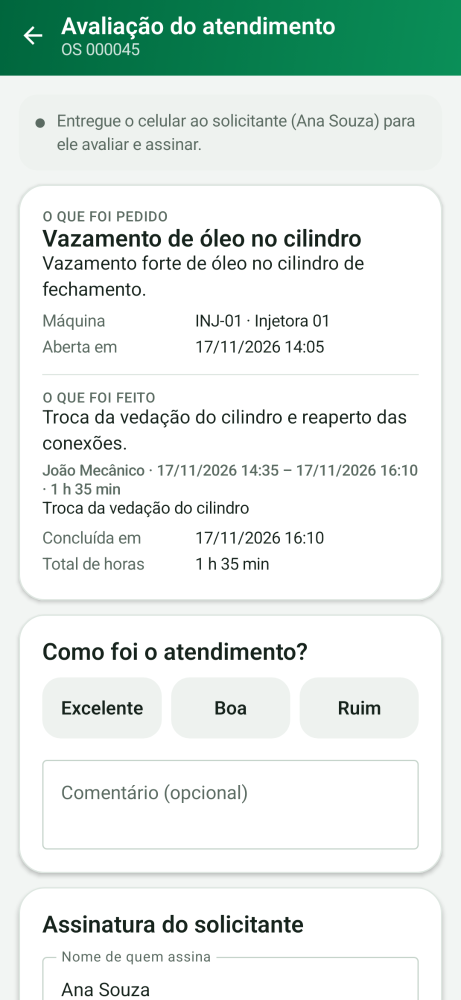 Avaliação do atendimento
OS 000045
Entregue o celular ao solicitante (Ana Souza) para
ele avaliar e assinar.
O QUE FOI PEDIDO
Vazamento de óleo no cilindro
Vazamento forte de óleo no cilindro de
fechamento.
Máquina INJ-01 · Injetora 01
Aberta em 17/11/2026 14:05
O QUE FOI FEITO
Troca da vedação do cilindro e reaperto das
conexões.
João Mecânico · 17/11/2026 14:35 – 17/11/2026 16:10
· 1 h 35 min
Troca da vedação do cilindro
Concluída em 17/11/2026 16:10
Total de horas 1 h 35 min
Como foi o atendimento?
Excelente Boa Ruim
Comentário (opcional)
Assinatura do solicitante
Nome de quem assina
Ana Souza